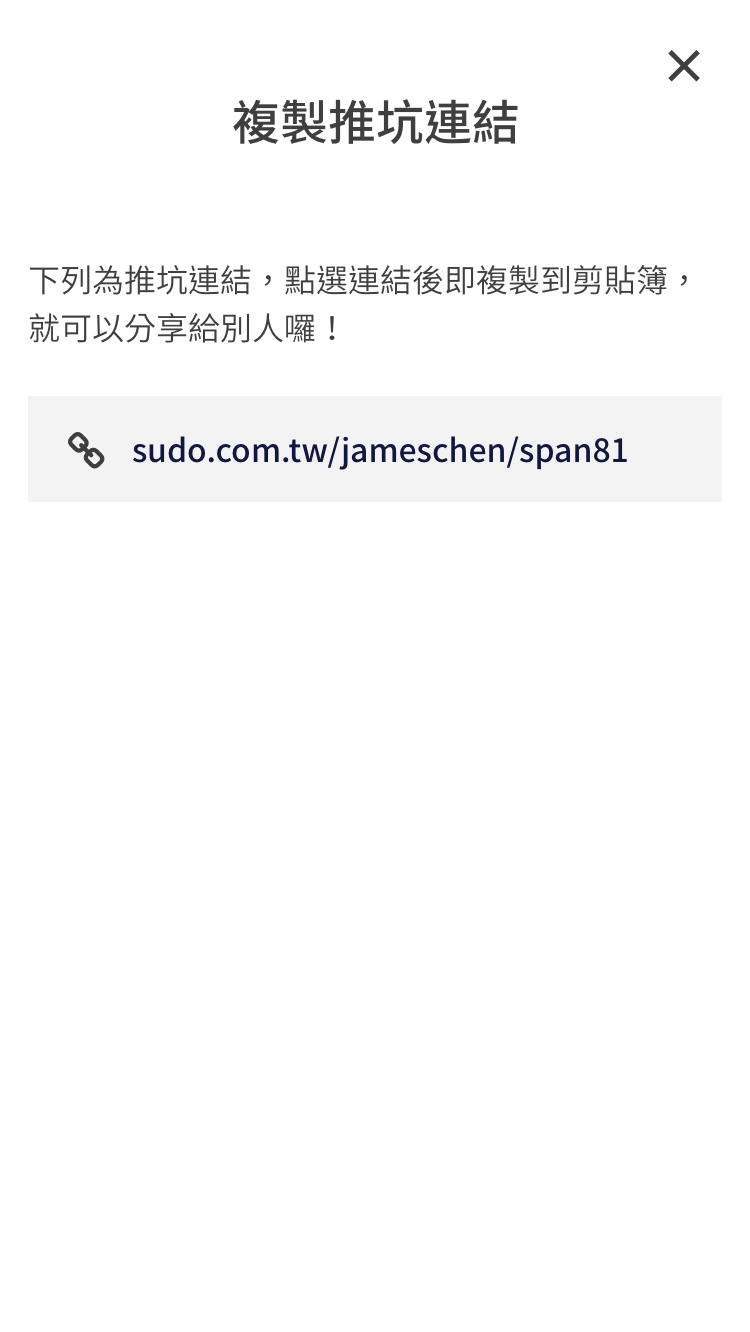 複製推坑連結
下列為推坑連結，點選連結後即複製到剪貼簿，
就可以分享給別人囉！
sudo.com.tw/jameschen/span81